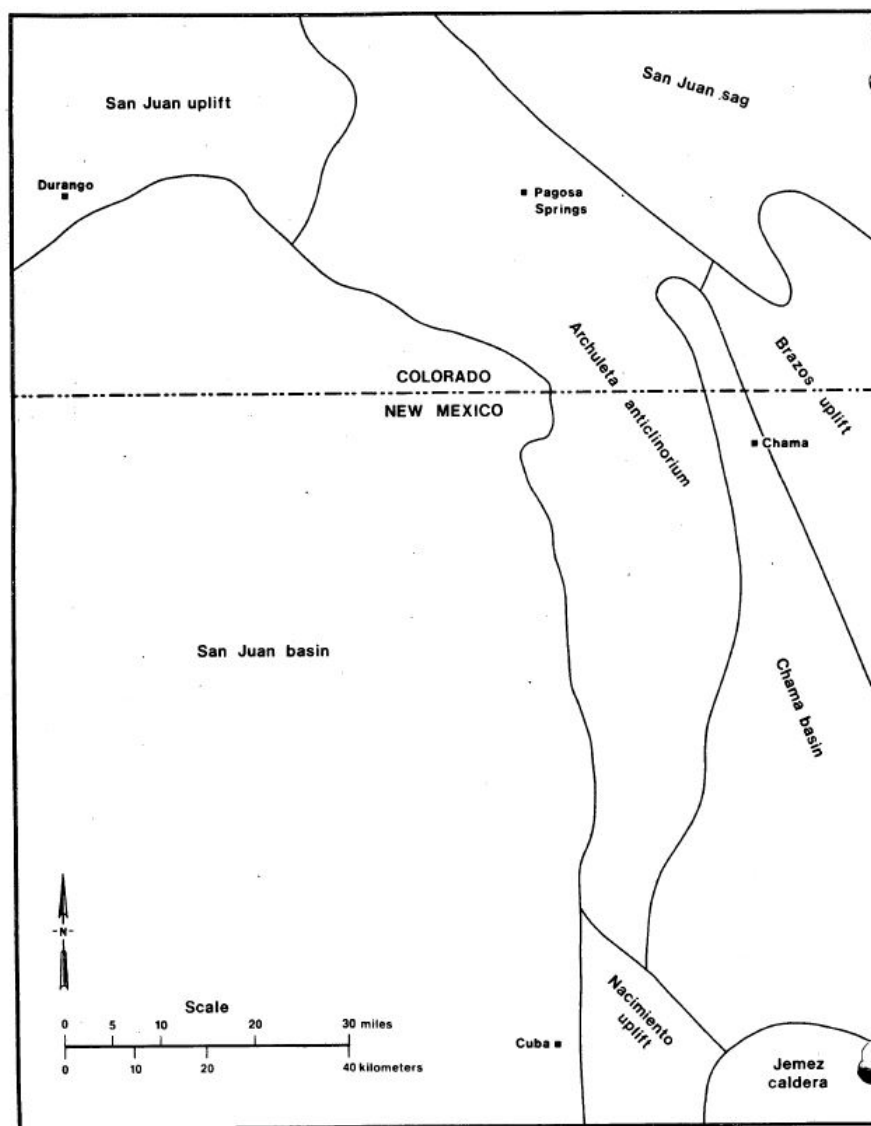 San Juan uplift
San Juan sag
Durango
Pagosa
Springs
Archuleta anticlinorium
Brazos uplift
COLORADO
NEW MEXICO
Chama
San Juan basin
Chama basin
N
Scale
0 5 10 20 30 miles
0 10 20 40 kilometers
Nacimiento
uplift
Cuba
Jemez
caldera